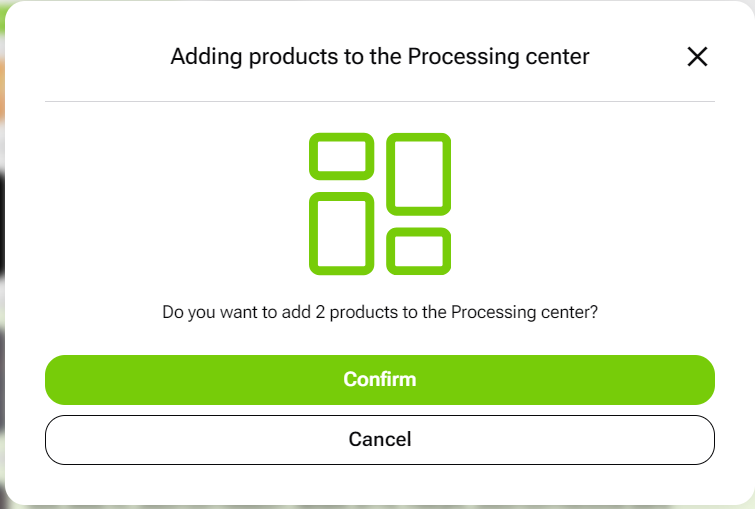 Adding products to the Processing center
Do you want to add 2 products to the Processing center?
Confirm
Cancel